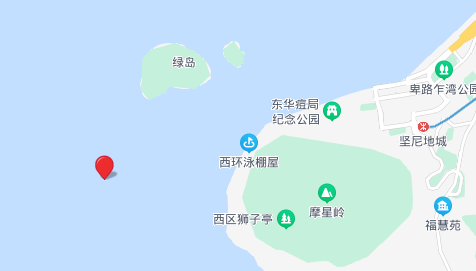 绿岛
卑路乍湾公园
东华痘局
纪念公园
坚尼地城
西环泳棚屋
摩星岭
西区狮子亭
福慧苑